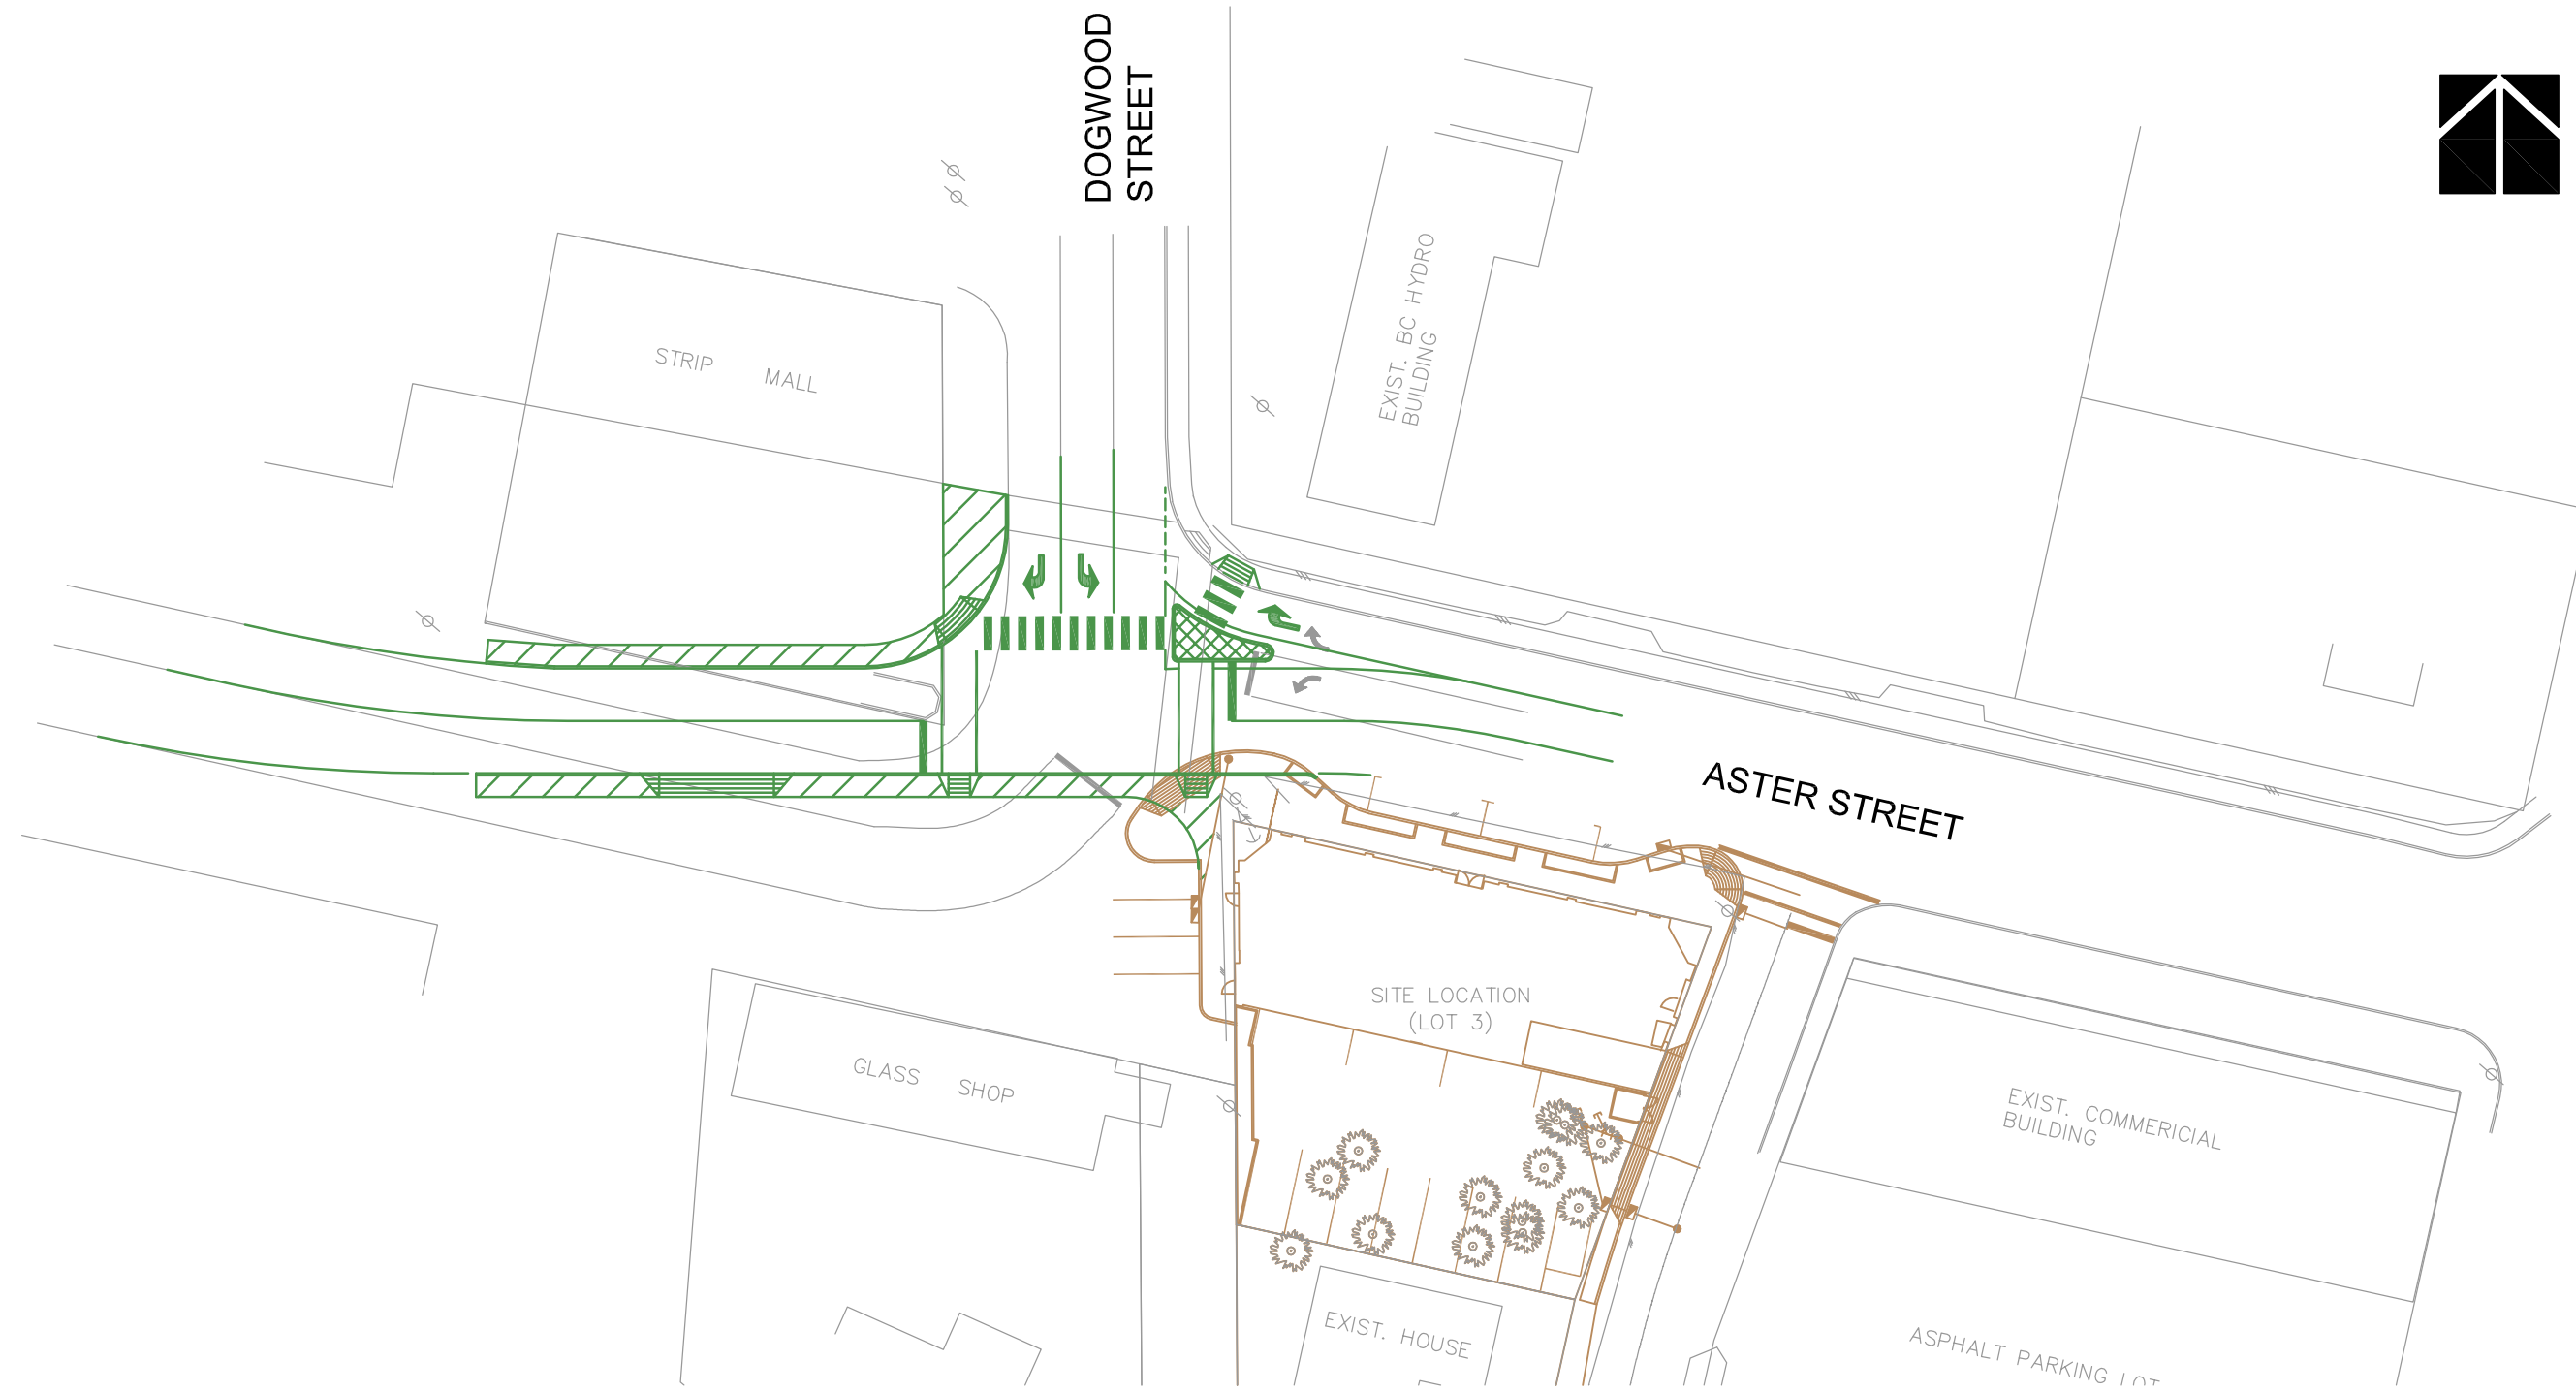 DOGWOOD
STREET
EXIST. BC HYDRO
BUILDING
STRIP MALL
ASTER STREET
SITE LOCATION
(LOT 3)
GLASS SHOP
EXIST. COMMERICIAL
BUILDING
EXIST. HOUSE
ASPHALT PARKING LOT